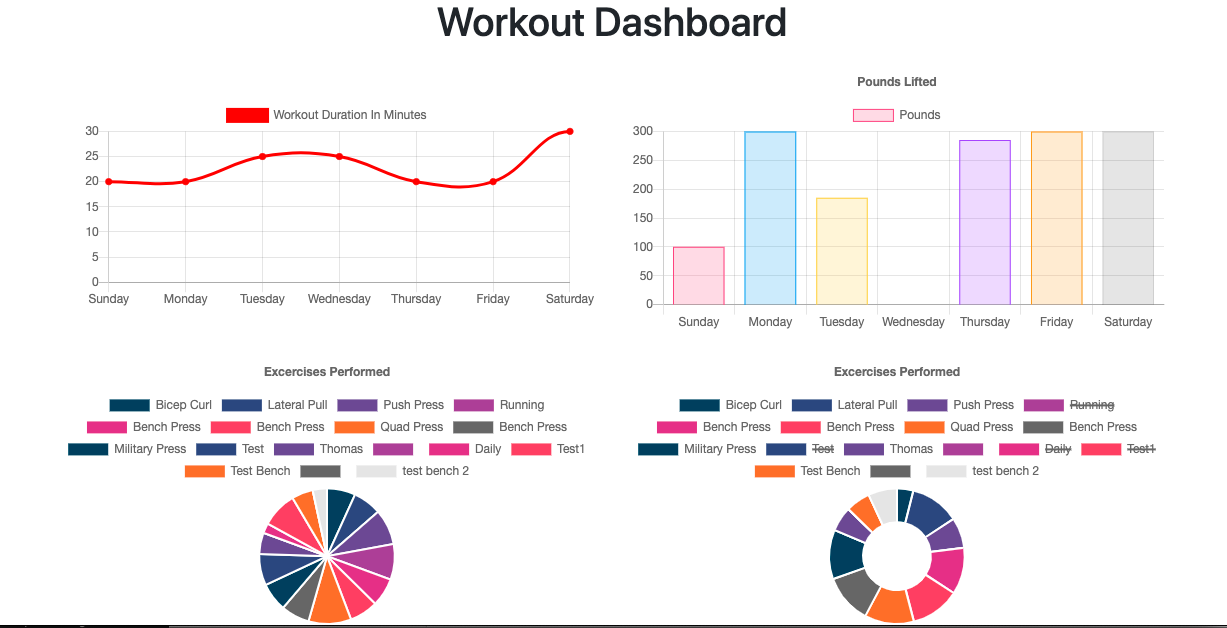 Workout Dashboard
Workout Duration In Minutes
30
25
20
15
10
5
0
Sunday Monday Tuesday Wednesday Thursday Friday Saturday
Pounds Lifted
Pounds
300
250
200
150
100
50
0
Sunday Monday Tuesday Wednesday Thursday Friday Saturday
Excercises Performed
Bicep Curl Lateral Pull Push Press Running
Bench Press Bench Press Quad Press Bench Press
Military Press Test Thomas Daily Test1
Test Bench test bench 2
Excercises Performed
Bicep Curl Lateral Pull Push Press Running
Bench Press Bench Press Quad Press Bench Press
Military Press Test Thomas Daily Test1
Test Bench test bench 2